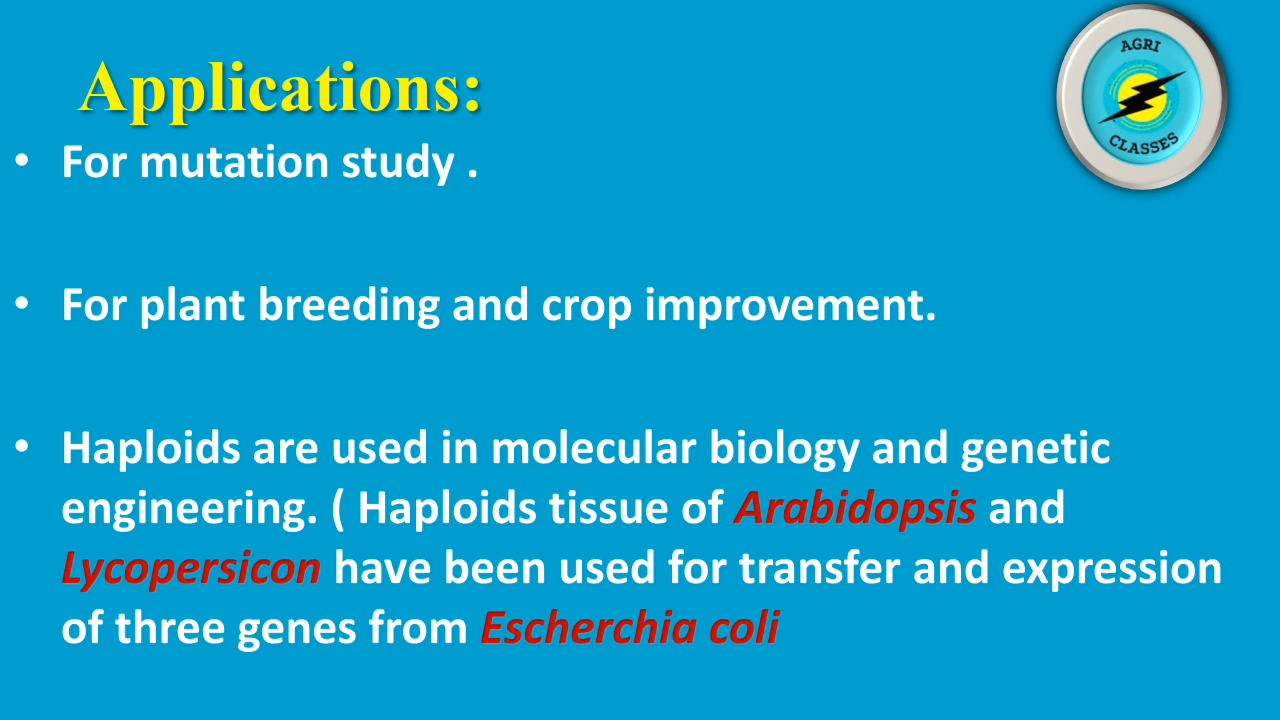 Applications:
AGRI
CLASSES
• For mutation study .
• For plant breeding and crop improvement.
• Haploids are used in molecular biology and genetic
engineering. ( Haploids tissue of Arabidopsis and
Lycopersicon have been used for transfer and expression
of three genes from Escherchia coli